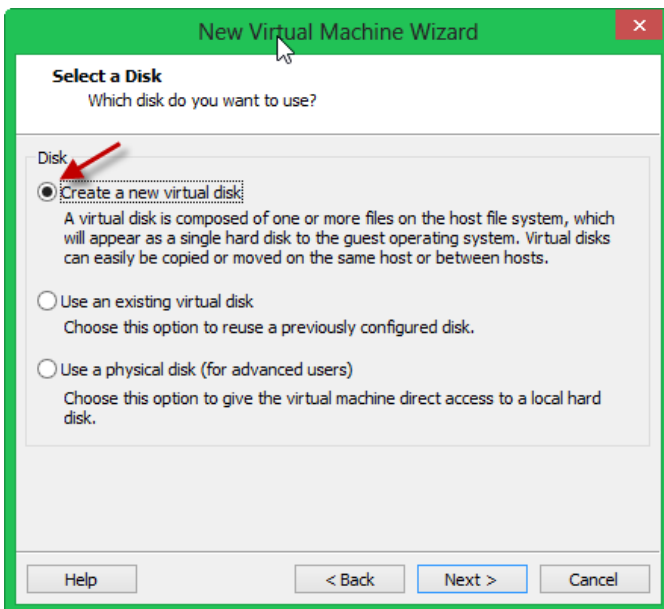 New Virtual Machine Wizard
Select a Disk
Which disk do you want to use?
Disk
Create a new virtual disk
A virtual disk is composed of one or more files on the host file system, which
will appear as a single hard disk to the guest operating system. Virtual disks
can easily be copied or moved on the same host or between hosts.
Use an existing virtual disk
Choose this option to reuse a previously configured disk.
Use a physical disk (for advanced users)
Choose this option to give the virtual machine direct access to a local hard
disk.
Help
< Back
Next >
Cancel